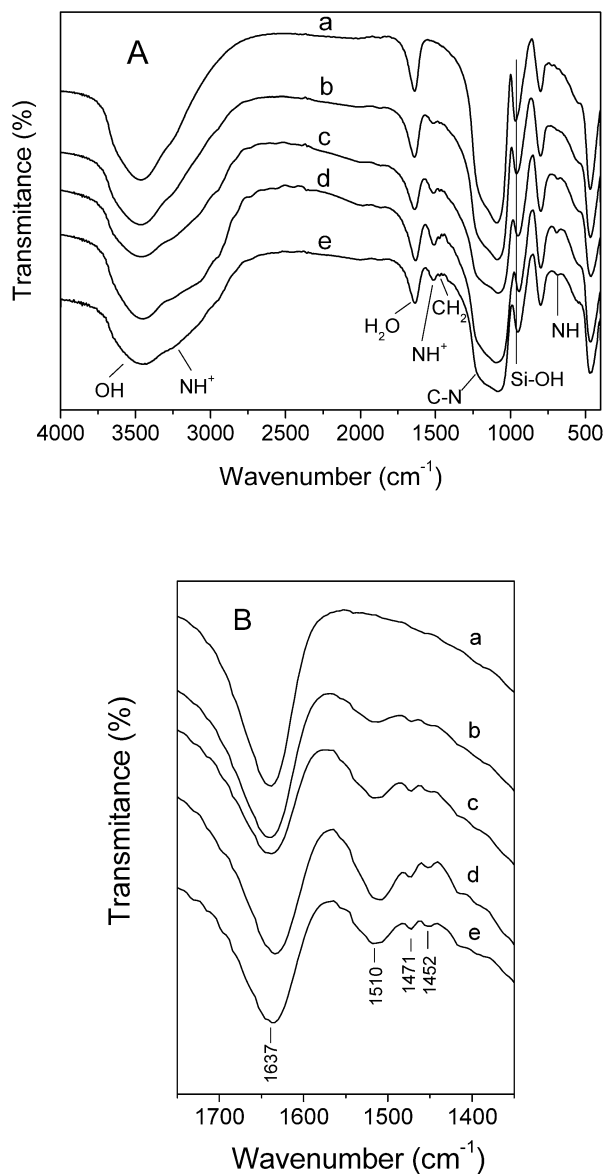 A
a
b
c
d
e
Transmitance (%)
H₂O
NH⁺
CH₂
NH
OH
NH⁺
C-N
Si-OH
4000 3500 3000 2500 2000 1500 1000 500
Wavenumber (cm⁻¹)
B
a
b
c
d
e
Transmitance (%)
1637
1510
1471
1452
1700 1600 1500 1400
Wavenumber (cm⁻¹)